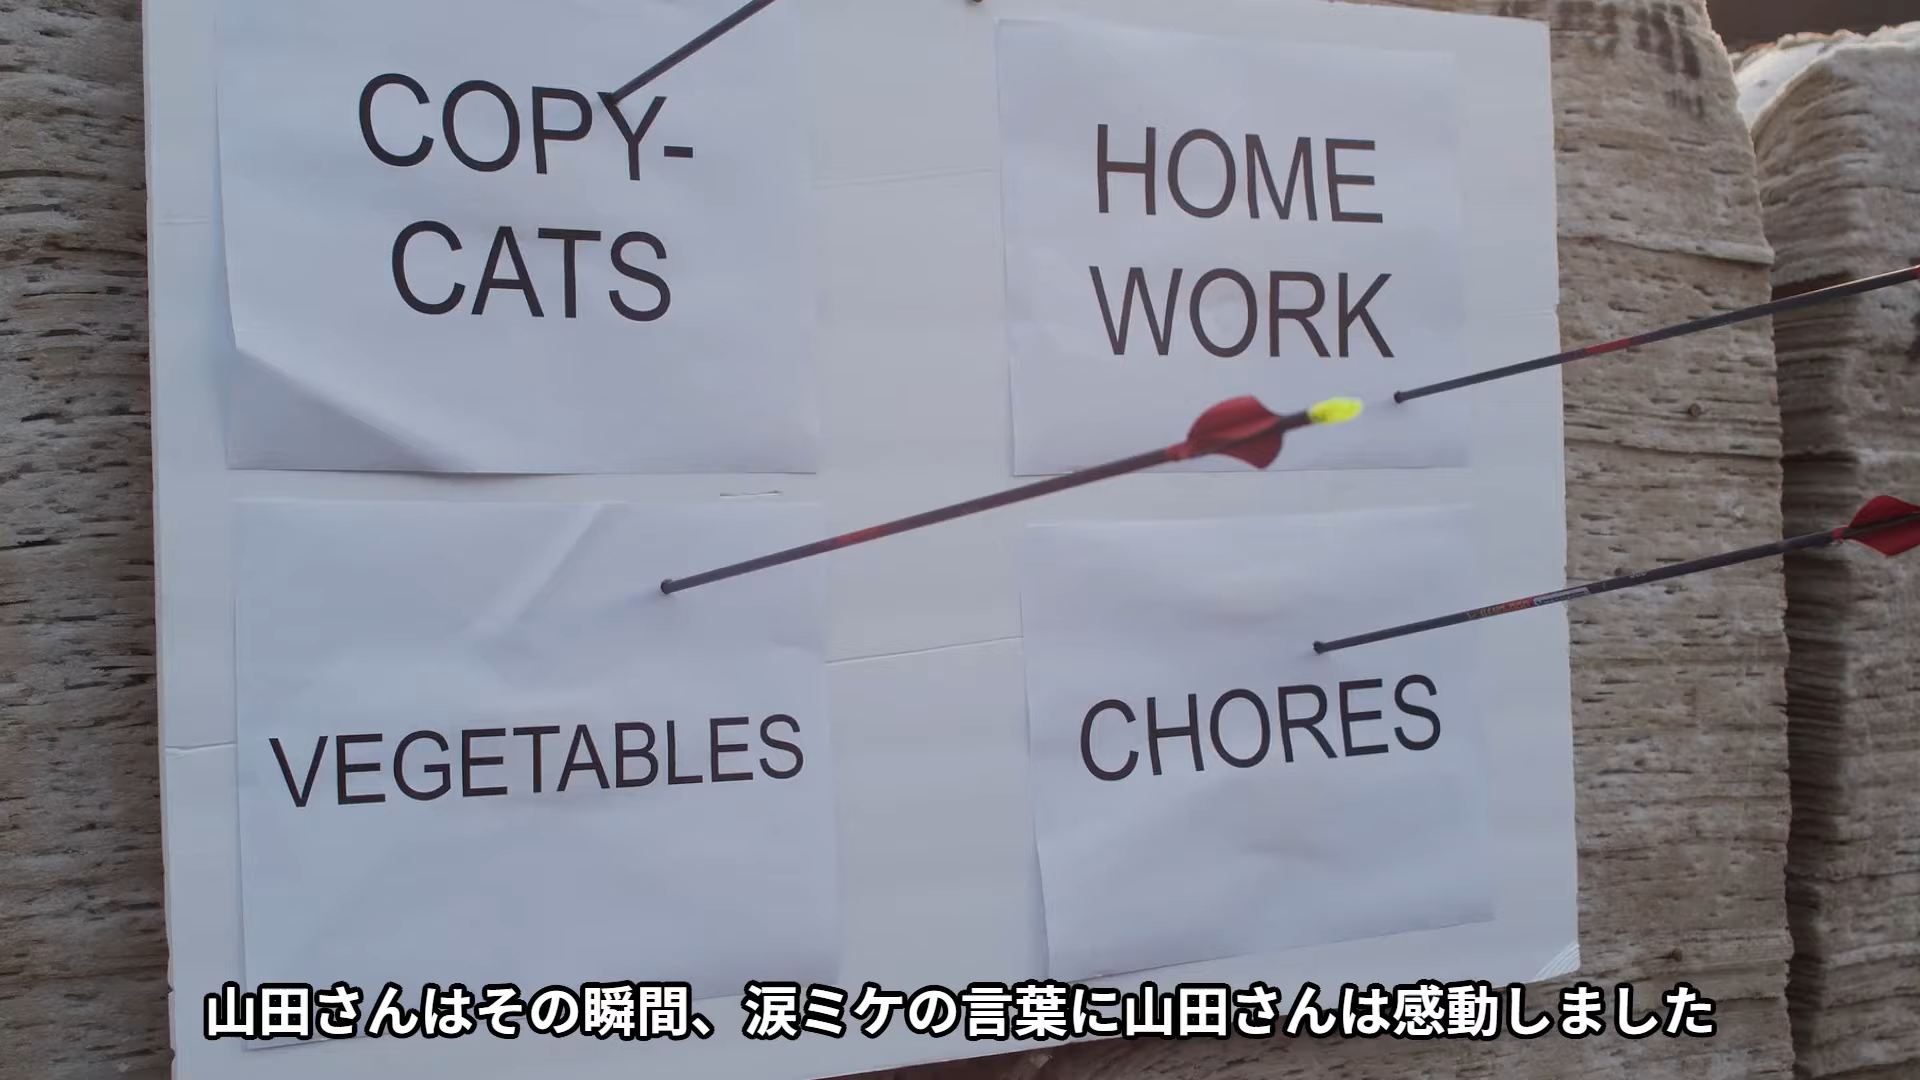 COPY-
CATS
HOME
WORK
VEGETABLES
CHORES
山田さんはその瞬間、涙ミケの言葉に山田さんは感動しました